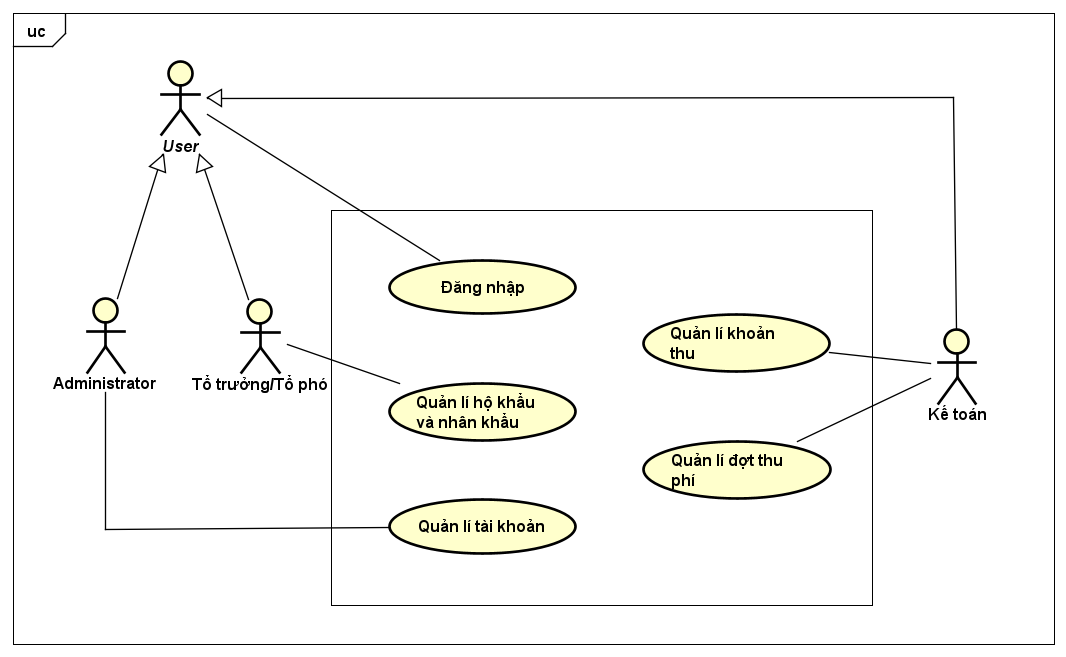 uc
User
Đăng nhập
Quản lí khoản
thu
Administrator
Tổ trưởng/Tổ phó
Quản lí hộ khẩu
và nhân khẩu
Kế toán
Quản lí đợt thu
phí
Quản lí tài khoản